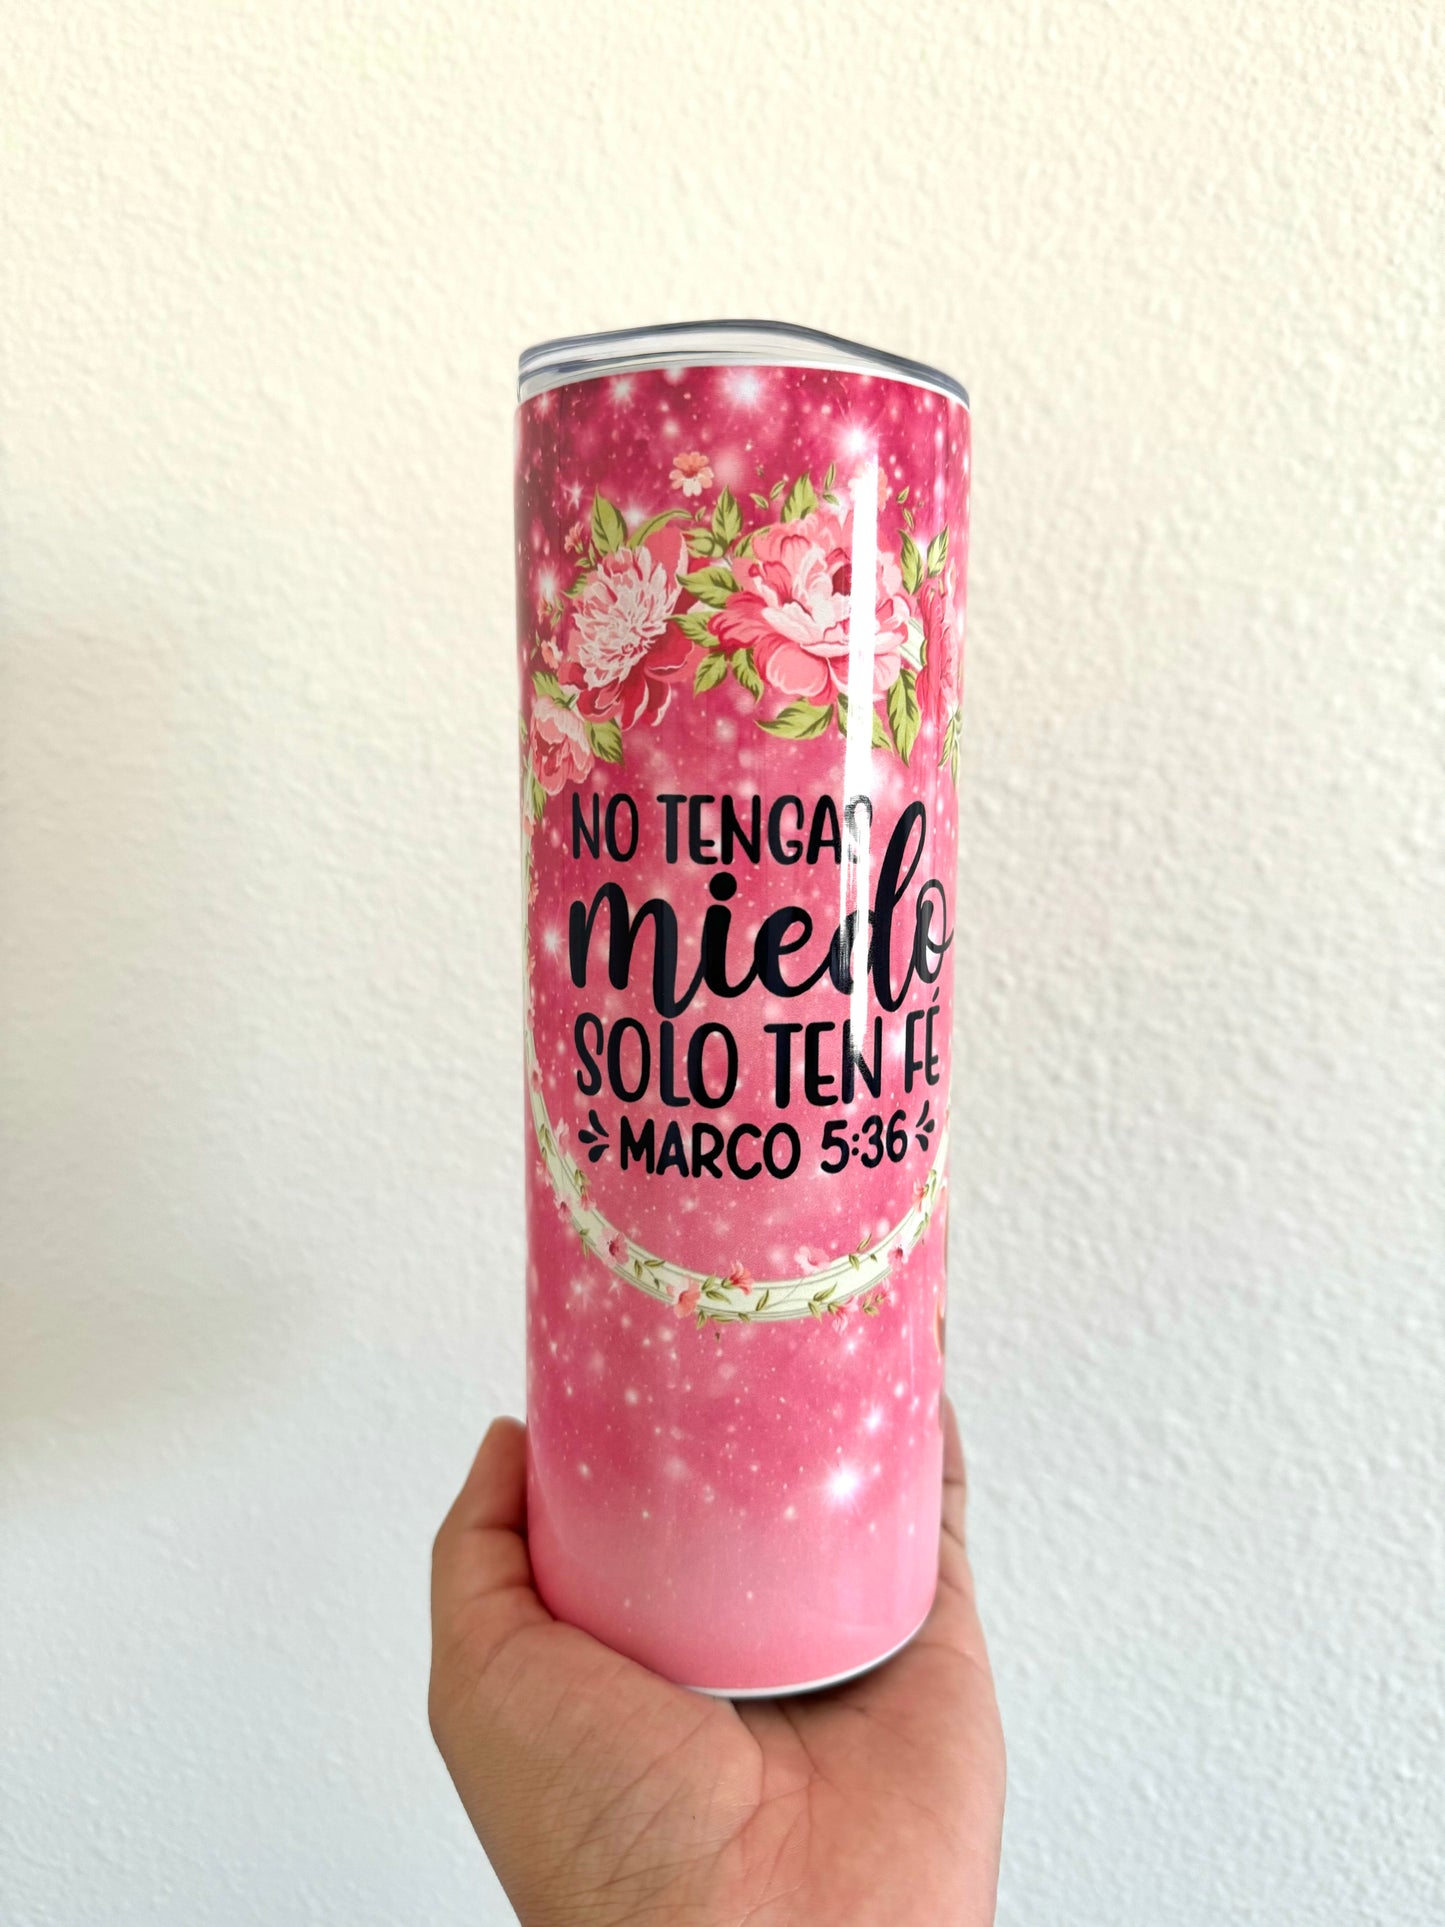 NO TENGAS
miedo
SOLO TEN FÉ
MARCO 5:36